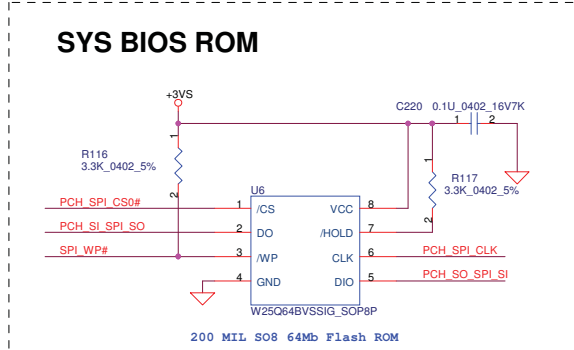 SYS BIOS ROM
+3VS
C220 0.1U_0402_16V7K
1 2
1
R116
3.3K_0402_5%
2
1
R117
3.3K_0402_5%
2
U6
PCH_SPI_CS0# 1 /CS VCC 8
PCH_SI_SPI_SO 2 DO /HOLD 7
SPI_WP# 3 /WP CLK 6 PCH_SPI_CLK
4 GND DIO 5 PCH_SO_SPI_SI
W25Q64BVSSIG_SOP8P
200 MIL SO8 64Mb Flash ROM